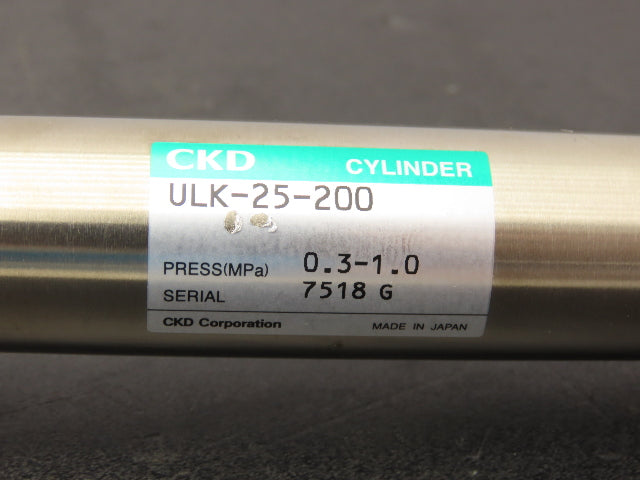 CKD CYLINDER
ULK-25-200
PRESS(MPa) 0.3-1.0
SERIAL 7518 G
CKD Corporation MADE IN JAPAN